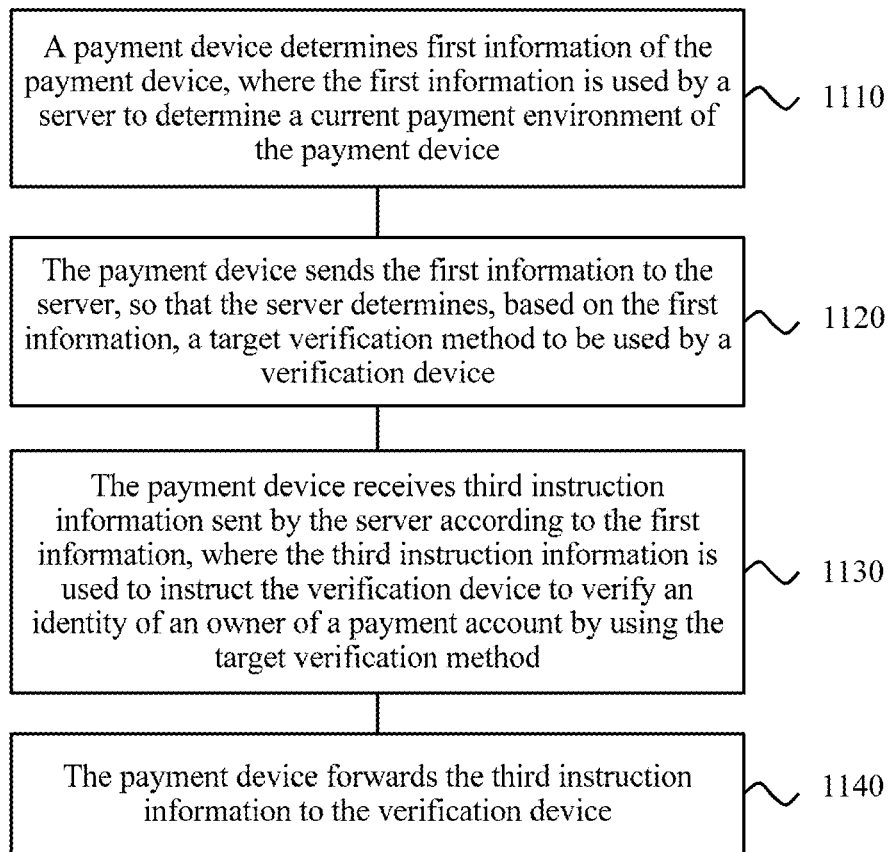 A payment device determines first information of the
payment device, where the first information is used by a
server to determine a current payment environment of
the payment device
1110
The payment device sends the first information to the
server, so that the server determines, based on the first
information, a target verification method to be used by a
verification device
1120
The payment device receives third instruction
information sent by the server according to the first
information, where the third instruction information is
used to instruct the verification device to verify an
identity of an owner of a payment account by using the
target verification method
1130
The payment device forwards the third instruction
information to the verification device
1140